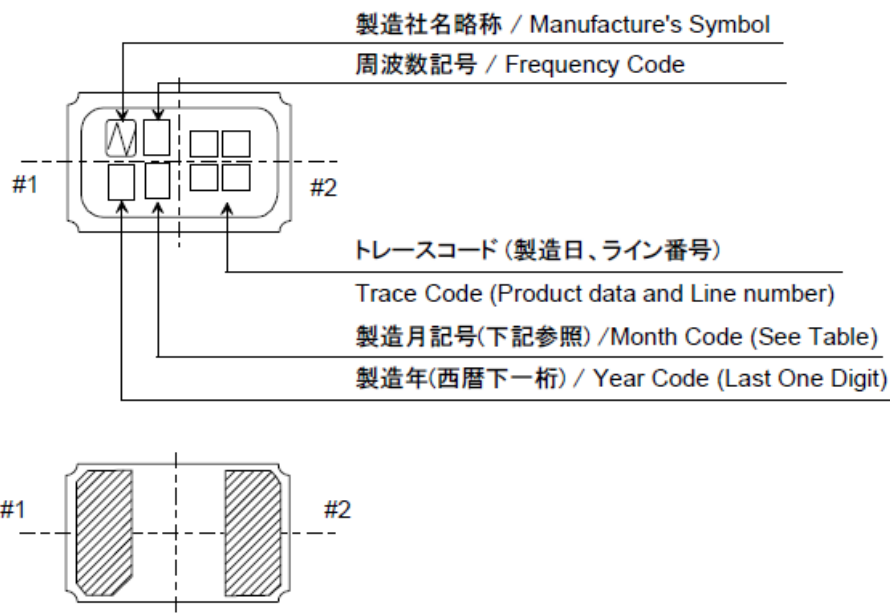 製造社名略称 / Manufacture's Symbol
周波数記号 / Frequency Code
#1
#2
トレースコード (製造日、ライン番号)
Trace Code (Product data and Line number)
製造月記号(下記参照) /Month Code (See Table)
製造年(西暦下一桁) / Year Code (Last One Digit)
#1
#2